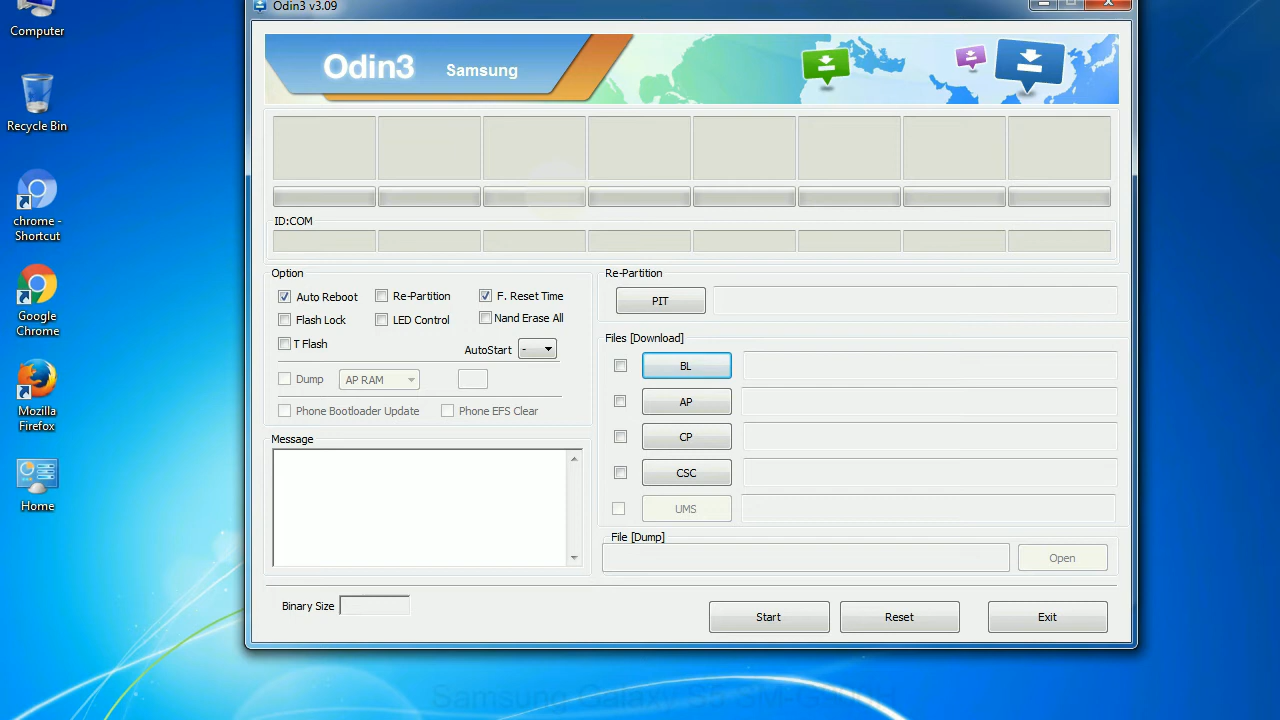 Odin3 v3.09
Computer
Recycle Bin
chrome -
Shortcut
Google
Chrome
Mozilla
Firefox
Home
Odin3
Samsung
ID:COM
Option
Auto Reboot
Re-Partition
F. Reset Time
Flash Lock
LED Control
Nand Erase All
T Flash
AutoStart
-
Dump
AP RAM
Phone Bootloader Update
Phone EFS Clear
Message
Re-Partition
PIT
Files [Download]
BL
AP
CP
CSC
UMS
File [Dump]
Open
Binary Size
Start
Reset
Exit
Samsung Galaxy S5